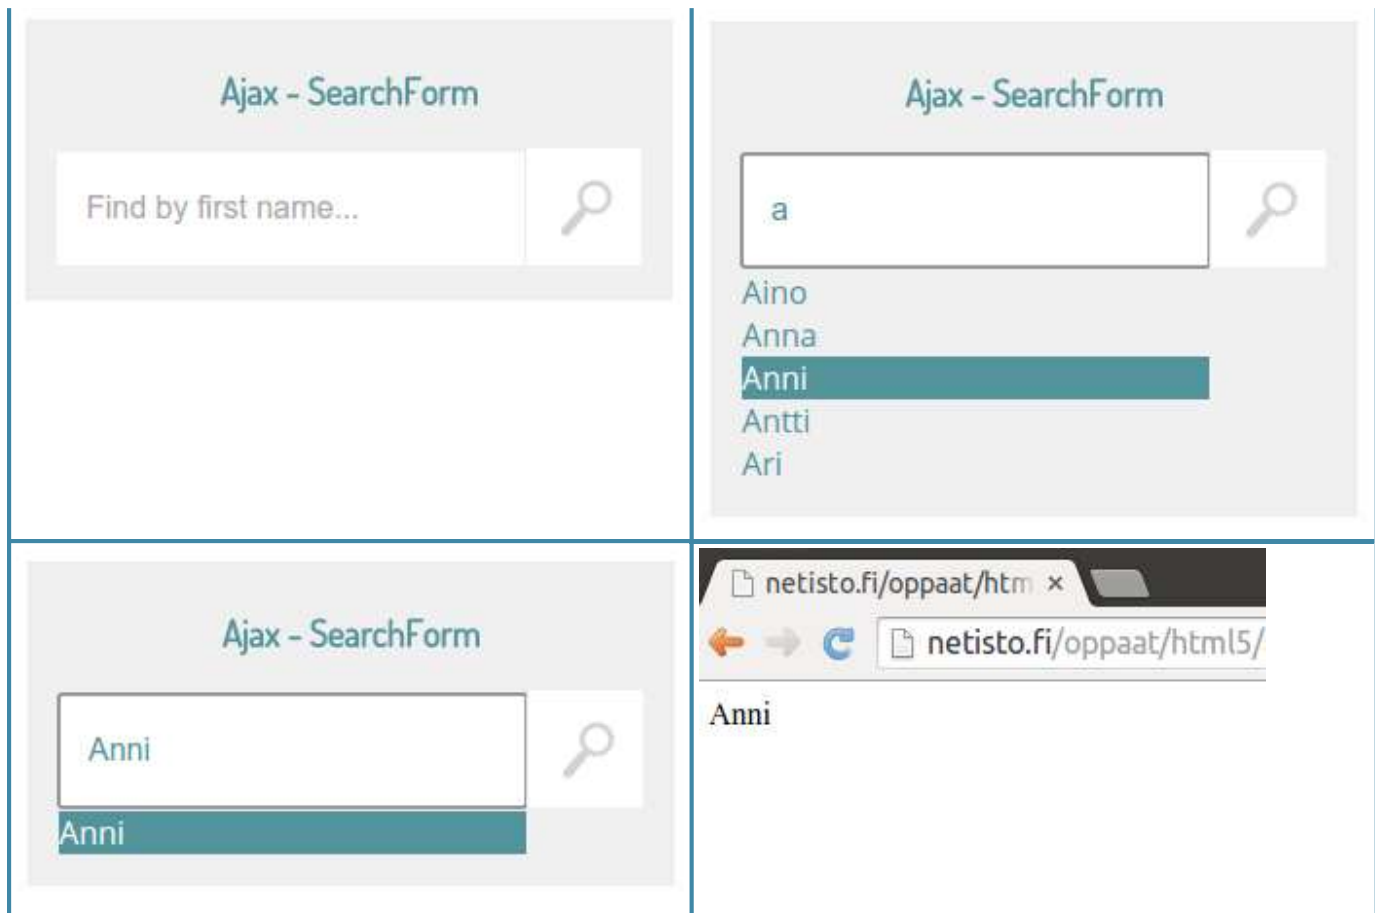 Ajax - SearchForm
Find by first name...
Ajax - SearchForm
a
Aino
Anna
Anni
Antti
Ari
Ajax - SearchForm
Anni
Anni
netisto.fi/oppaat/htm ×
netisto.fi/oppaat/html5/
Anni